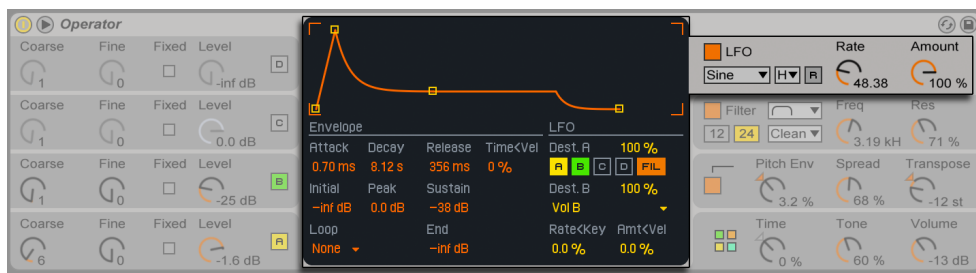 Operator
Coarse Fine Fixed Level
1 0 -inf dB D
Coarse Fine Fixed Level
1 0 0.0 dB C
Coarse Fine Fixed Level
1 0 -25 dB B
Coarse Fine Fixed Level
6 0 -1.6 dB A
Envelope
Attack Decay Release Time<Vel
0.70 ms 8.12 s 356 ms 0 %
Initial Peak Sustain
-inf dB 0.0 dB -38 dB
Loop End
None -inf dB
LFO
Dest. A 100 %
A B C D FIL
Dest. B 100 %
Vol B
Rate<Key Amt<Vel
0.0 % 0.0 %
LFO Rate Amount
Sine H R 48.38 100 %
Filter Freq Res
12 24 Clean 3.19 kH 71 %
Pitch Env Spread Transpose
3.2 % 68 % -12 st
Time Tone Volume
0 % 60 % -13 dB